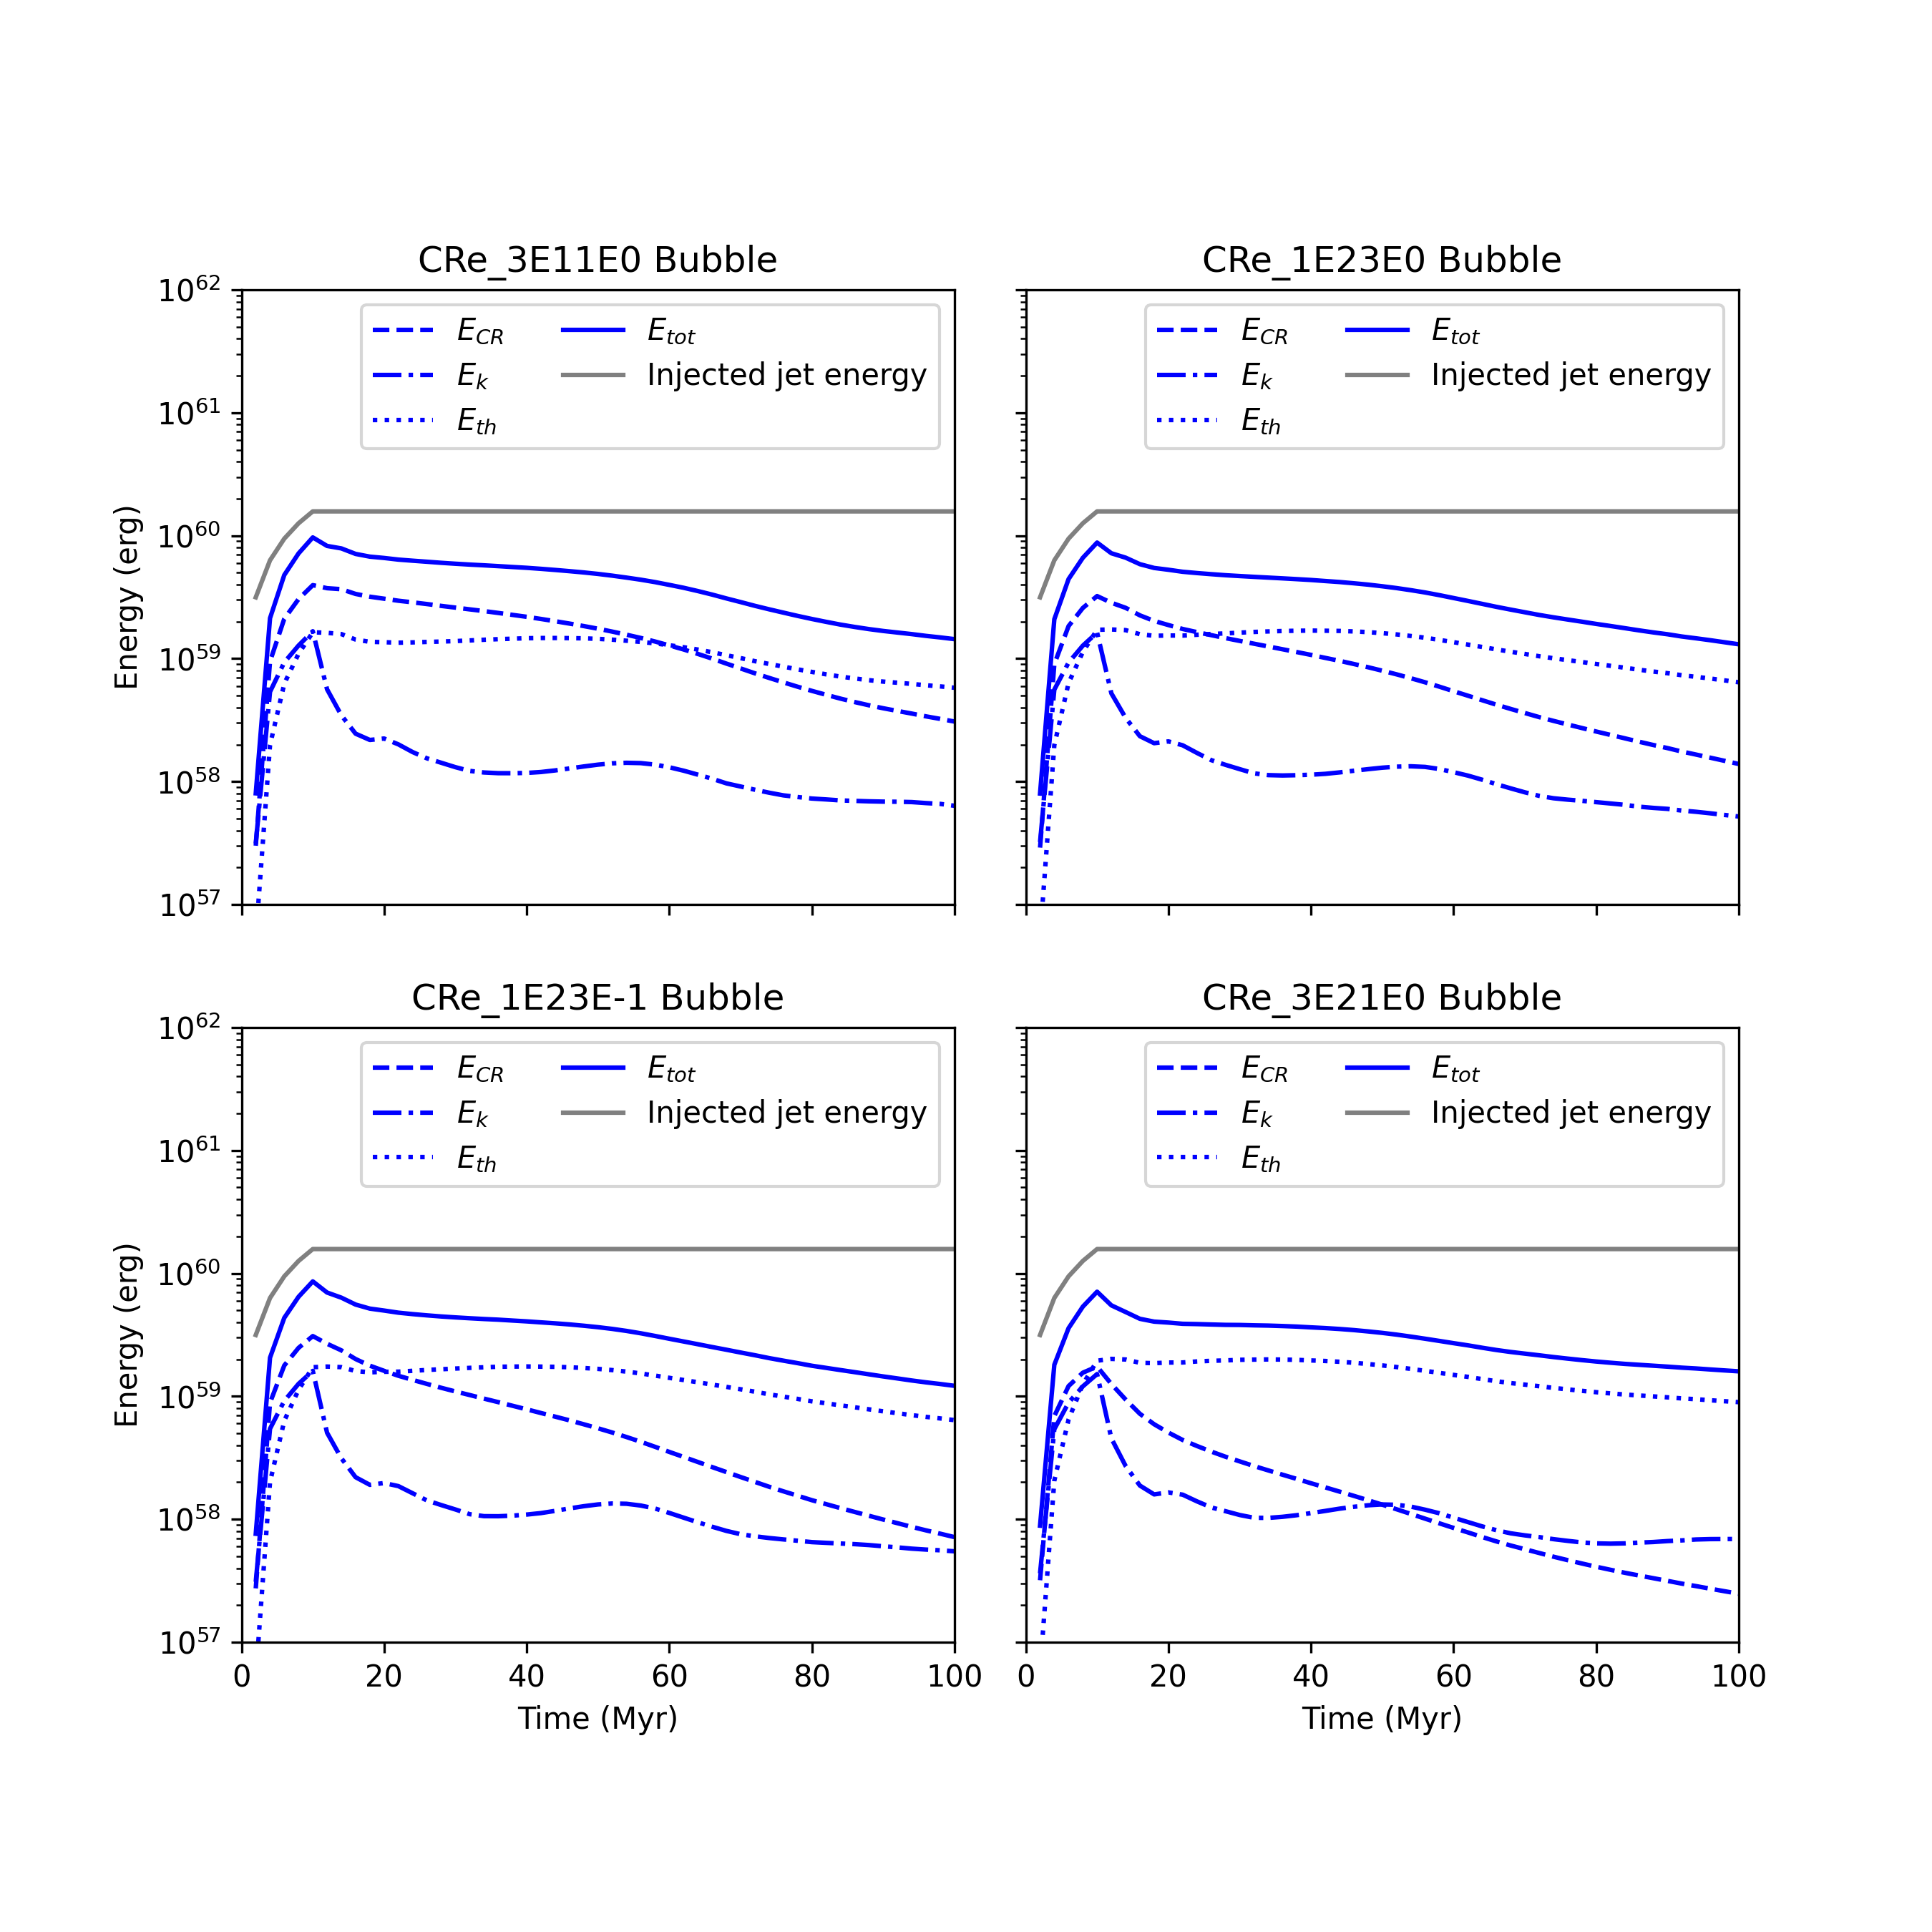 CRe_3E11E0 Bubble
CRe_1E23E0 Bubble
Energy (erg)
10^62
10^61
10^60
10^59
10^58
10^57
E_CR
E_k
E_th
E_tot
Injected jet energy
E_CR
E_k
E_th
E_tot
Injected jet energy
CRe_1E23E-1 Bubble
CRe_3E21E0 Bubble
Energy (erg)
10^62
10^61
10^60
10^59
10^58
10^57
E_CR
E_k
E_th
E_tot
Injected jet energy
E_CR
E_k
E_th
E_tot
Injected jet energy
0 20 40 60 80 100
0 20 40 60 80 100
Time (Myr)
Time (Myr)